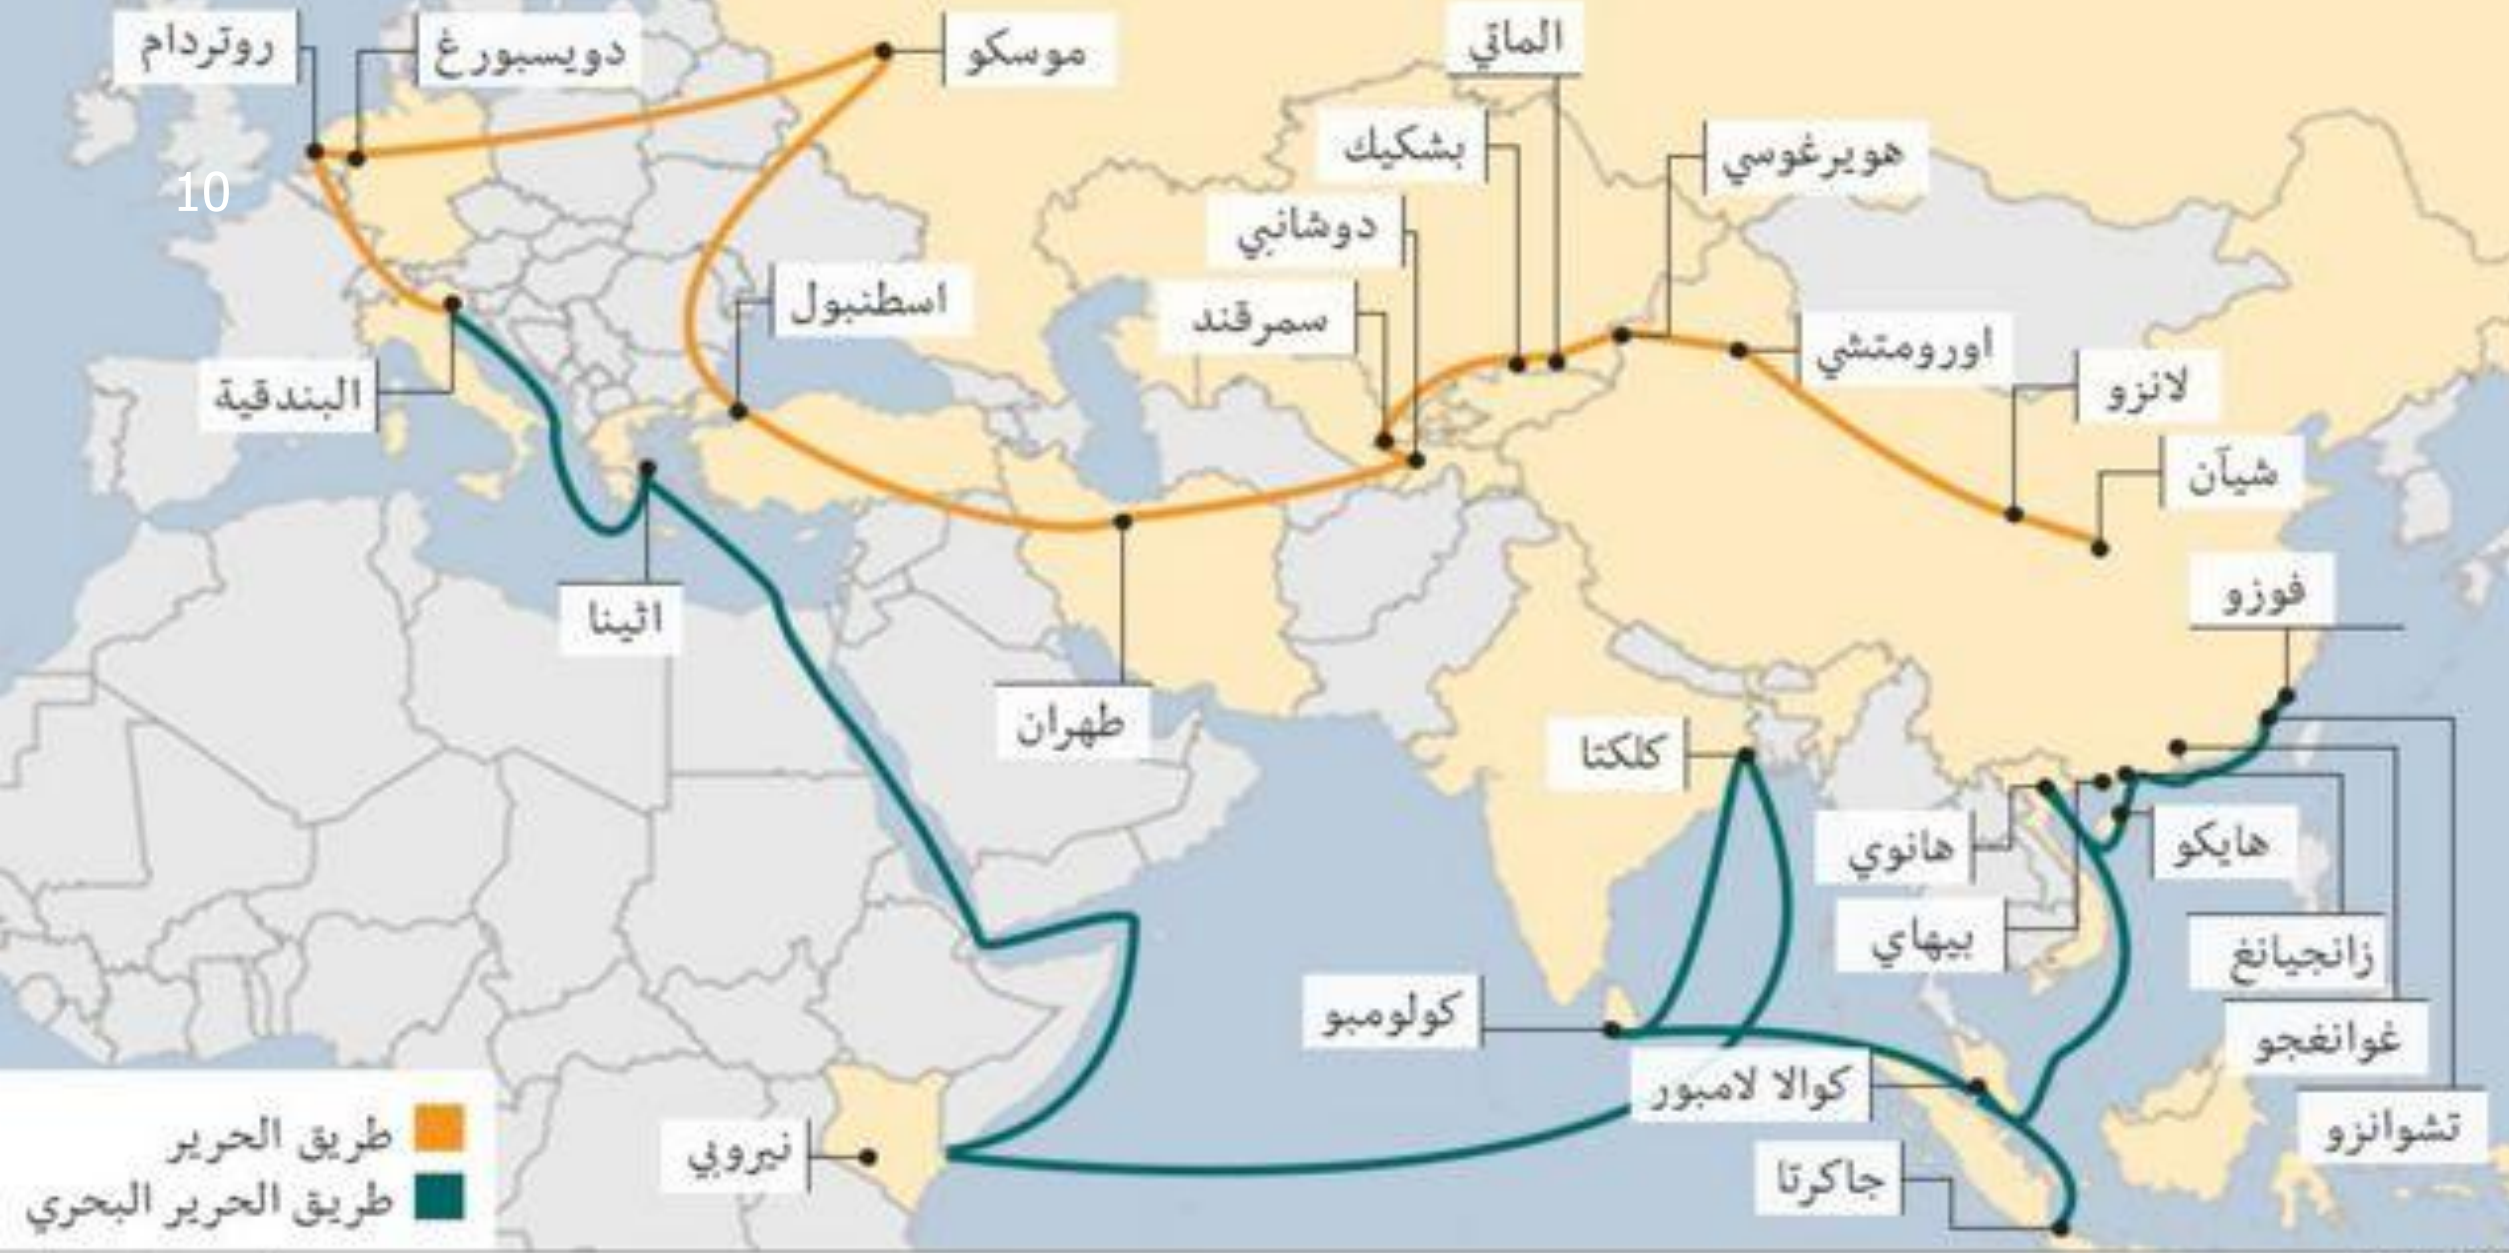 روتردام
دويسبورغ
موسكو
الماتي
بشكيك
هويرغوسي
10
دوشانبي
سمرقند
اسطنبول
اورومتشي
لانزو
البندقية
شيآن
فوزو
اثينا
طهران
كلكتا
هانوي
هايكو
بيهاي
زانجيانغ
كولومبو
غوانغجو
كوالا لامبور
تشوانزو
نيروبي
جاكرتا
طريق الحرير
طريق الحرير البحري